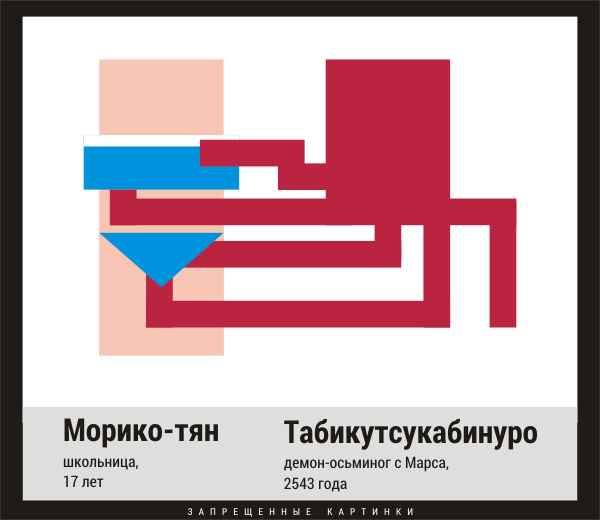 Морико-тян
школьница,
17 лет
Табикутсукабинуро
демон-осьминог с Марса,
2543 года
ЗАПРЕЩЕННЫЕ КАРТИНКИ